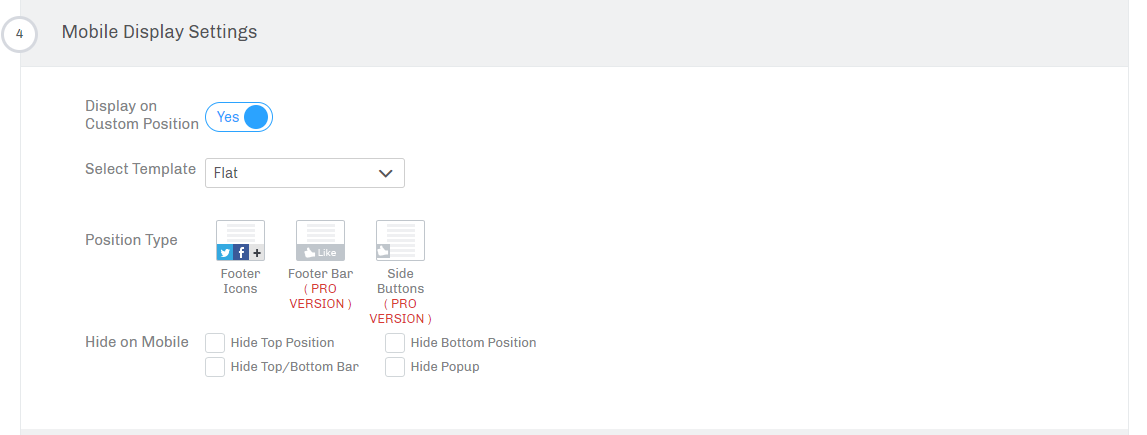 4
Mobile Display Settings
Display on
Custom Position
Yes
Select Template
Flat
Position Type
+
Like
Footer
Icons
Footer Bar
( PRO
VERSION )
Side
Buttons
( PRO
VERSION )
Hide on Mobile
Hide Top Position
Hide Bottom Position
Hide Top/Bottom Bar
Hide Popup